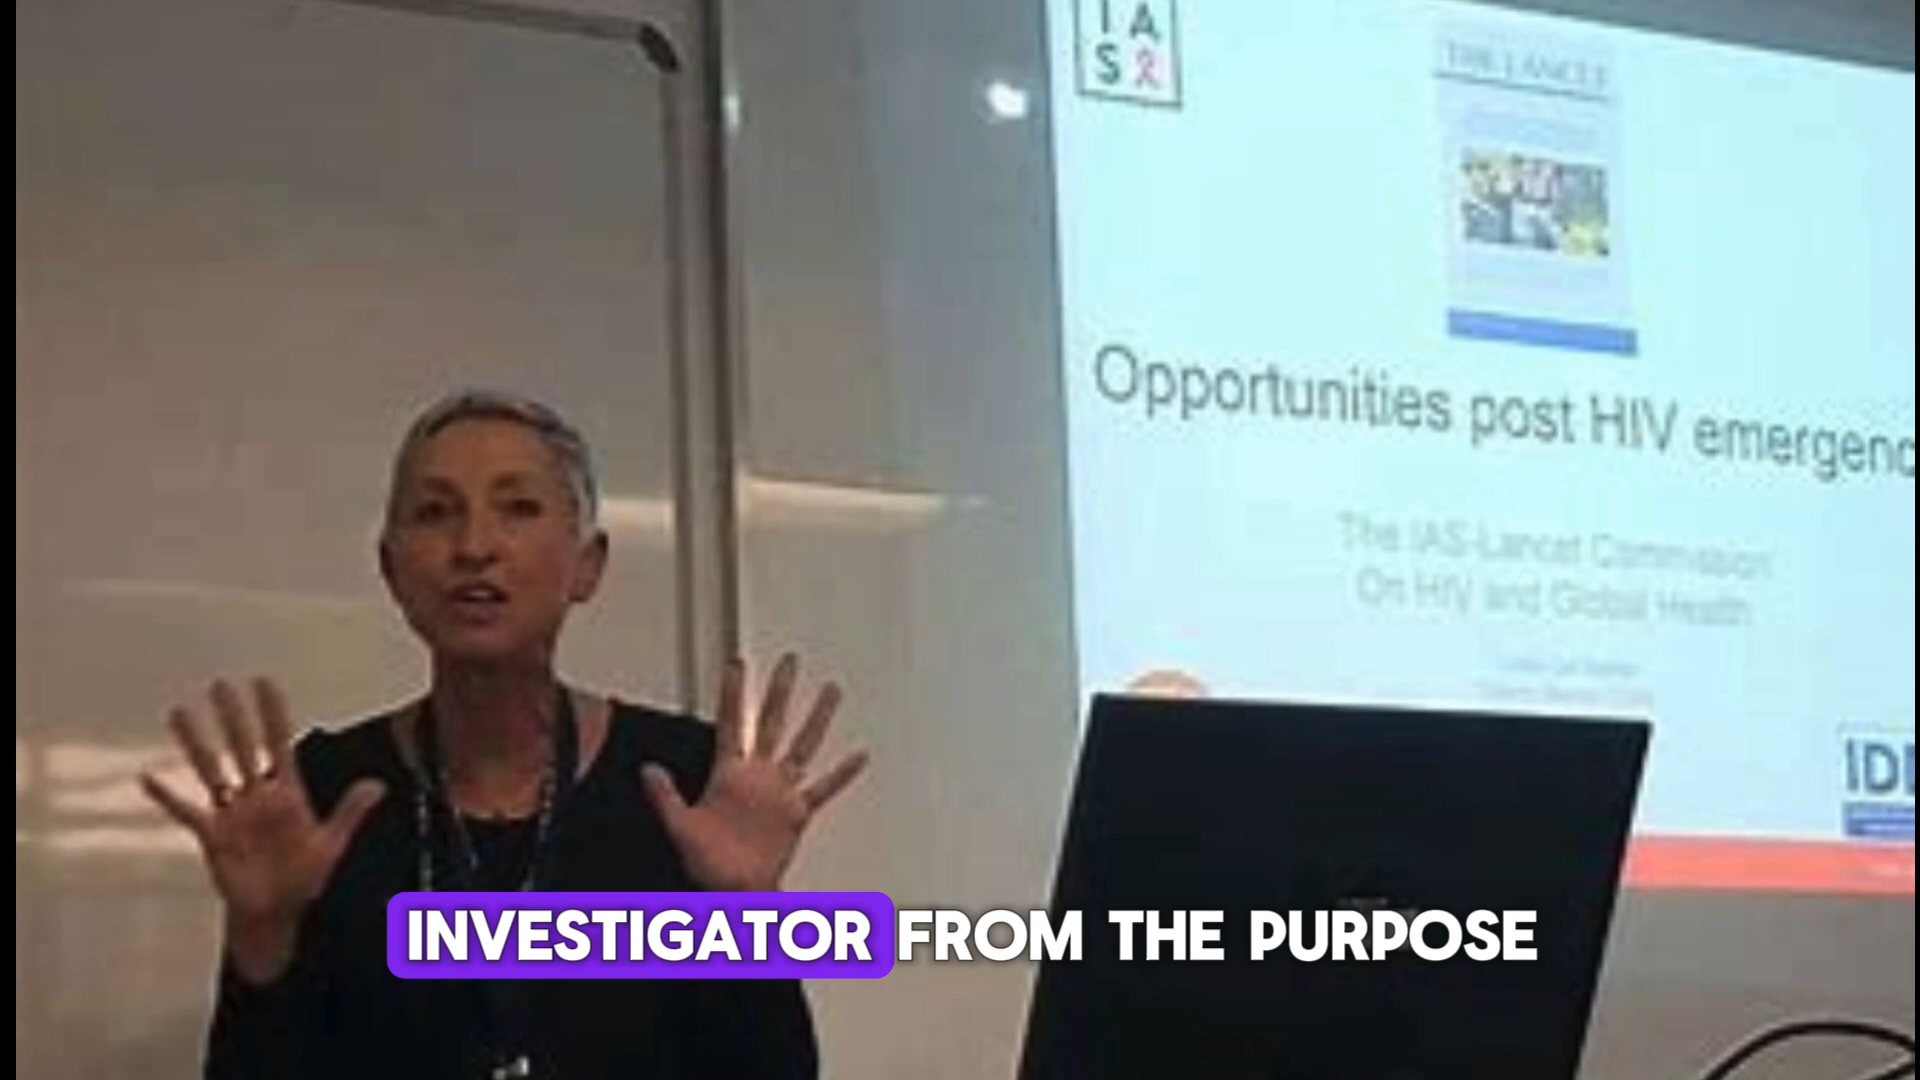 IAS
THE LANCET
Opportunities post HIV emergenc
The IAS-Lancet Commission
On HIV and Global Health
ID
INVESTIGATOR FROM THE PURPOSE